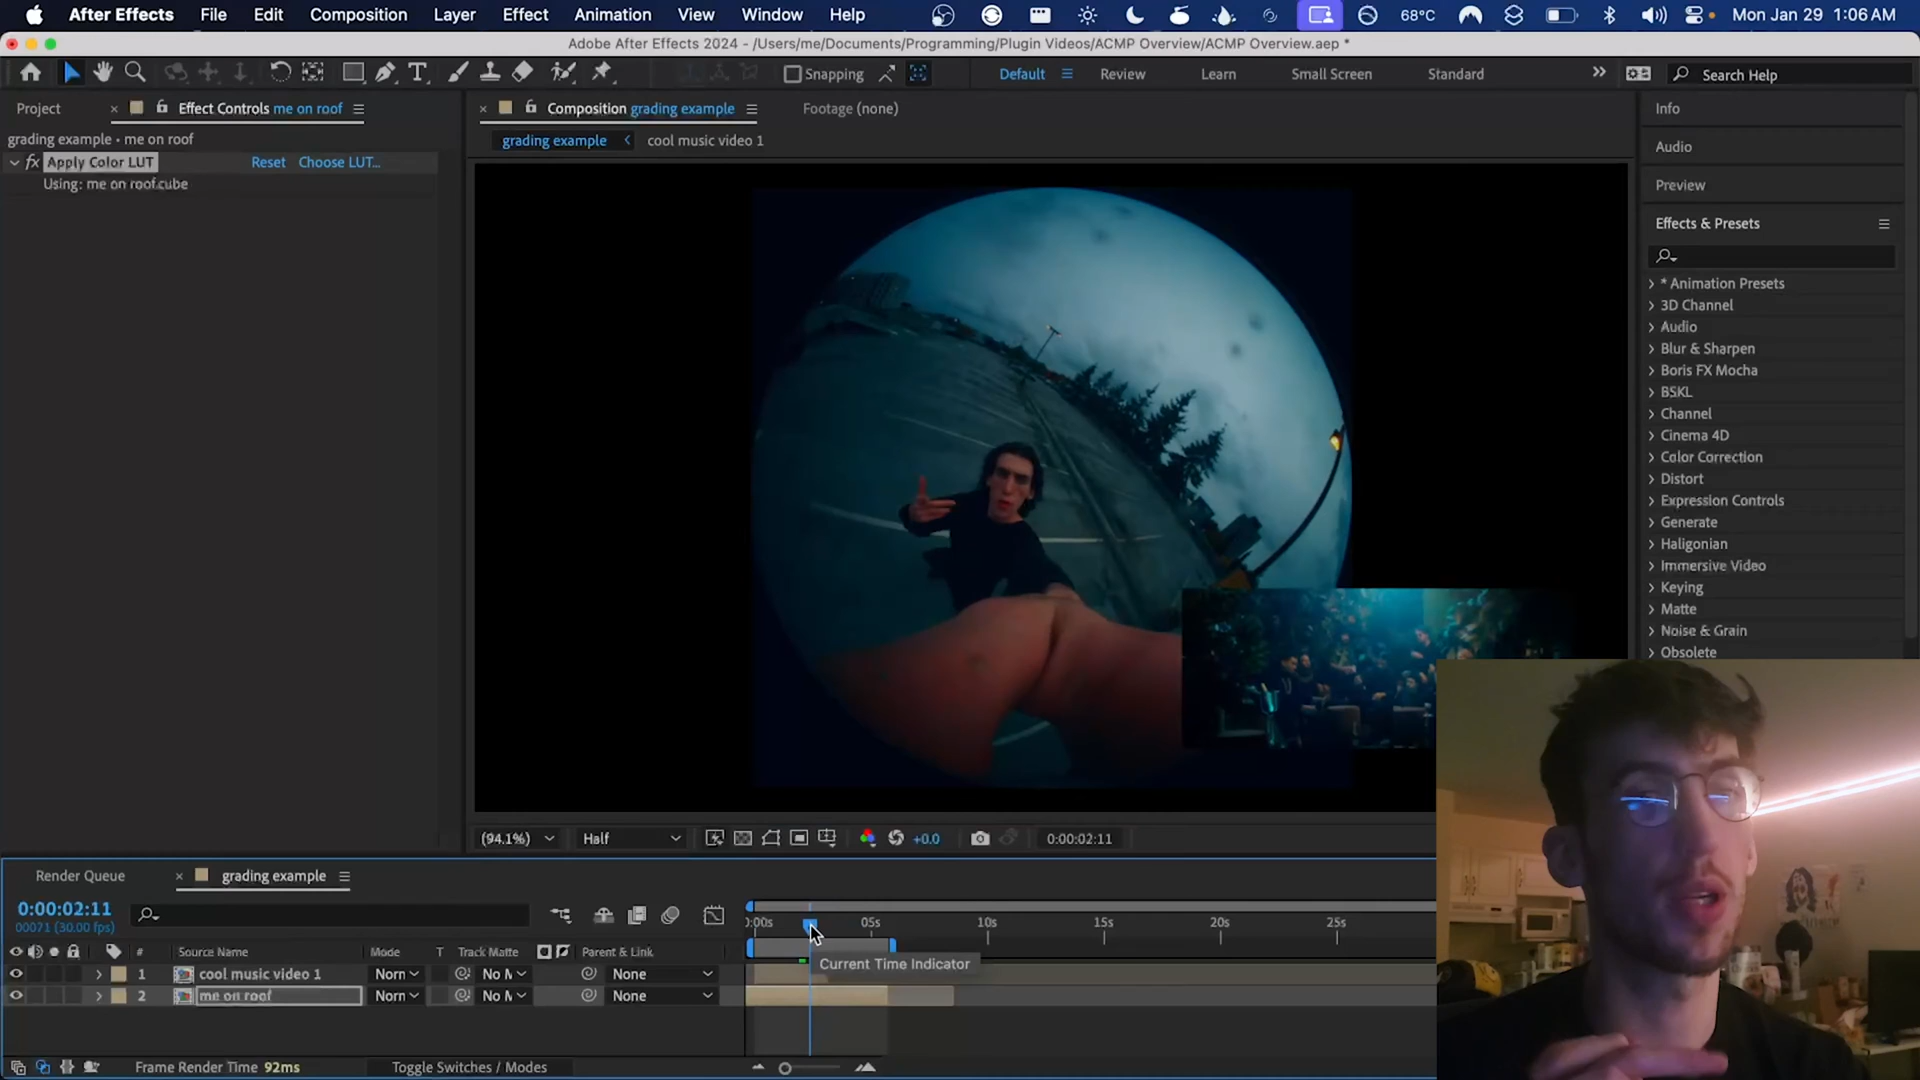 After Effects File Edit Composition Layer Effect Animation View Window Help 68°C Mon Jan 29 1:06 AM
Adobe After Effects 2024 - /Users/me/Documents/Programming/Plugin Videos/ACMP Overview/ACMP Overview.aep *
Snapping Default Review Learn Small Screen Standard Search Help
Project Effect Controls me on roof Composition grading example Footage (none) Info
grading example • me on roof grading example cool music video 1
fx Apply Color LUT Reset Choose LUT...
Using: me on roof.cube
Audio
Preview
Effects & Presets
* Animation Presets
3D Channel
Audio
Blur & Sharpen
Boris FX Mocha
BSKL
Channel
Cinema 4D
Color Correction
Distort
Expression Controls
Generate
Haligonian
Immersive Video
Keying
Matte
Noise & Grain
Obsolete
(94.1%) Half +0.0 0:00:02:11
Render Queue grading example
0:00:02:11
00071 (30.00 fps)
):00s 05s 10s 15s 20s 25s
# Source Name Mode T Track Matte Parent & Link
Current Time Indicator
1 cool music video 1 Norn No M None
2 me on roof Norn No M None
Frame Render Time 92ms Toggle Switches / Modes